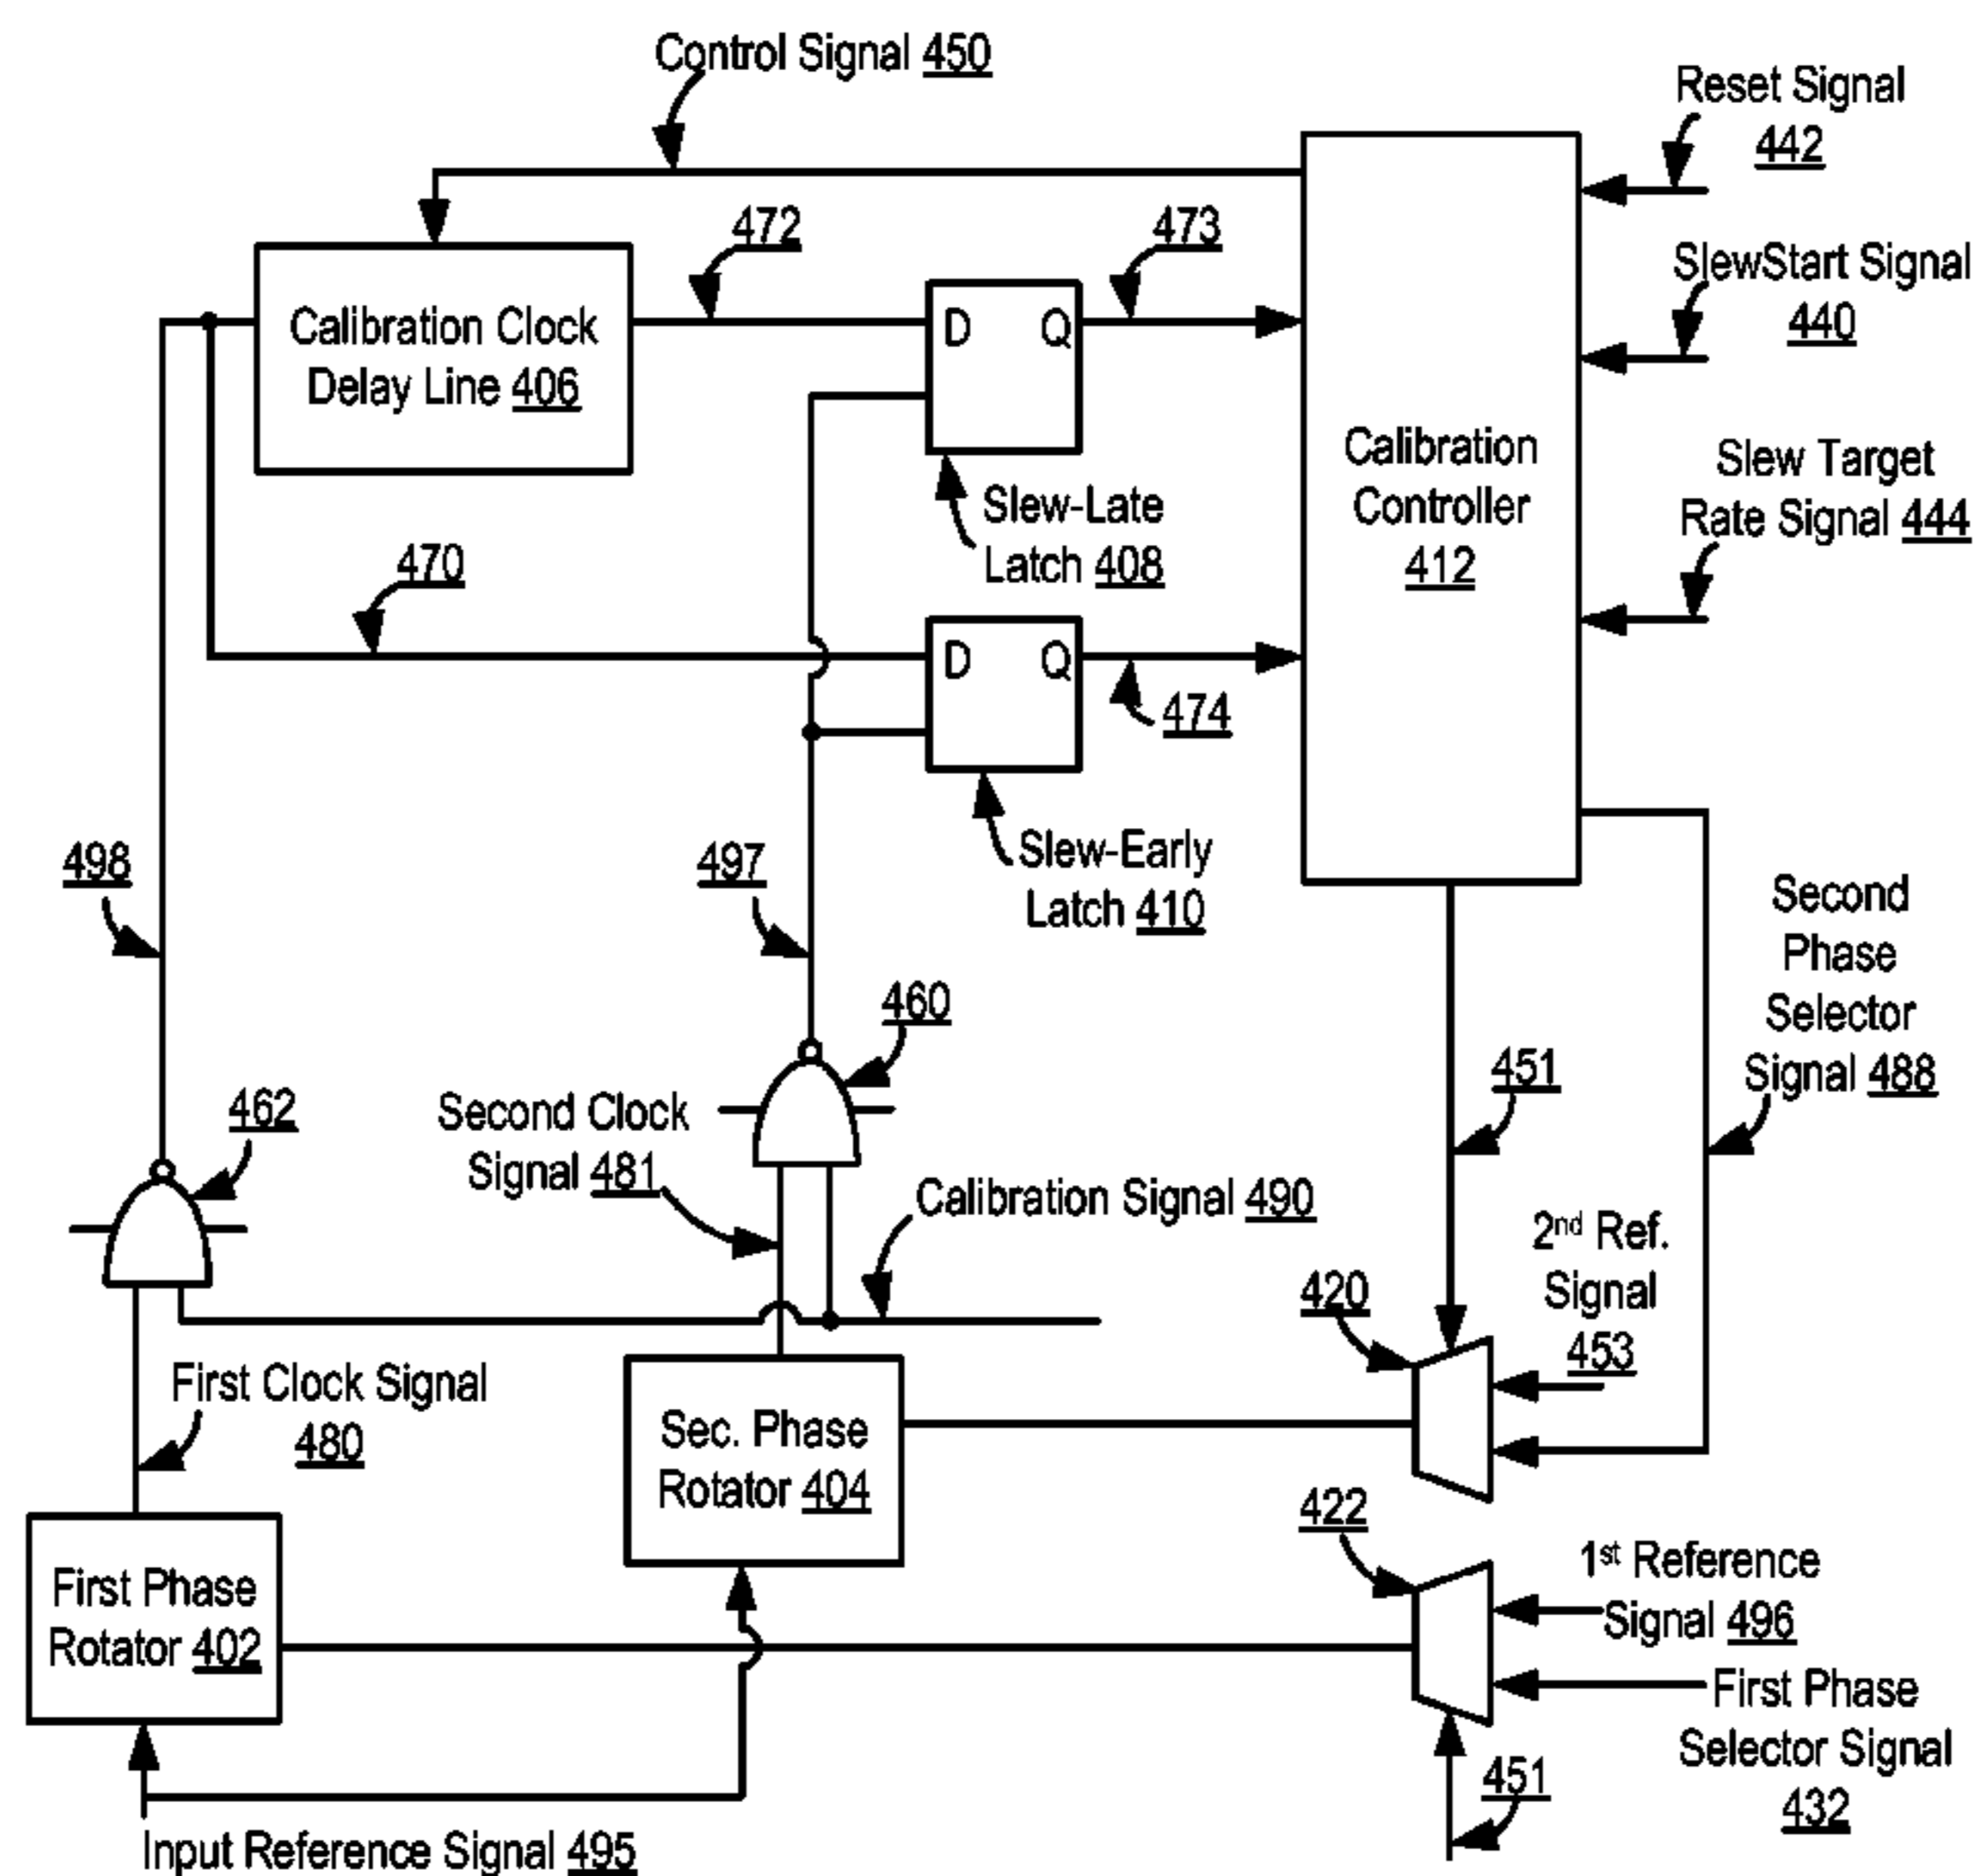 Control Signal 450
Reset Signal
442
472
473
SlewStart Signal
440
Calibration Clock
Delay Line 406
D Q
Calibration
Controller
412
Slew Target
Rate Signal 444
Slew-Late
Latch 408
470
D Q
474
498
497
Slew-Early
Latch 410
Second
Phase
Selector
Signal 488
460
451
462
Second Clock
Signal 481
Calibration Signal 490
2nd Ref.
Signal
453
420
First Clock Signal
480
Sec. Phase
Rotator 404
422
1st Reference
Signal 496
First Phase
Rotator 402
First Phase
Selector Signal
432
451
Input Reference Signal 495